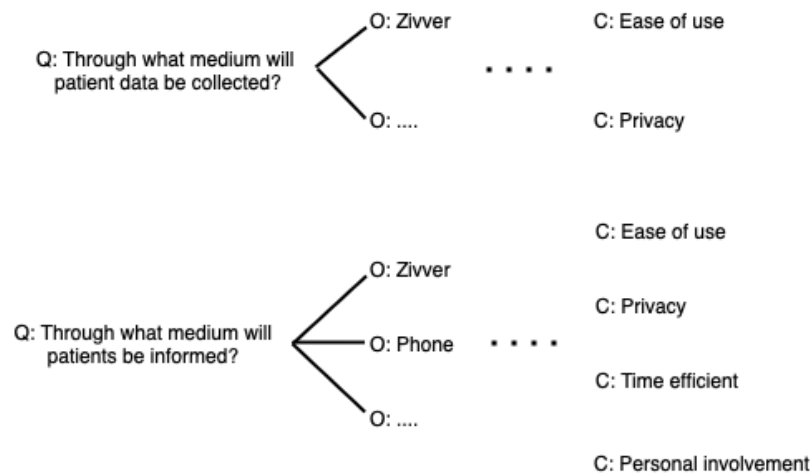 O: Zivver
C: Ease of use
Q: Through what medium will
patient data be collected?
. . . .
O: ....
C: Privacy
C: Ease of use
O: Zivver
C: Privacy
Q: Through what medium will
patients be informed?
O: Phone
. . . .
C: Time efficient
O: ....
C: Personal involvement